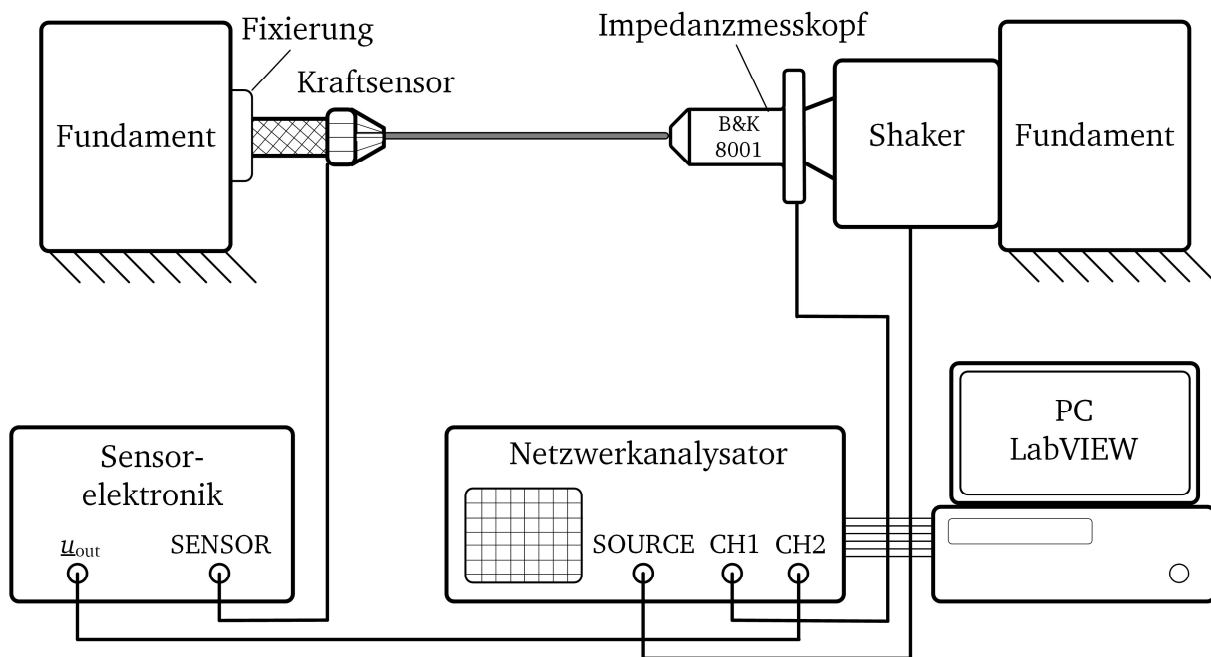 Fixierung
Impedanzmesskopf
Kraftsensor
Fundament
B&K
8001
Shaker
Fundament
Sensor-
elektronik
u_out
SENSOR
Netzwerkanalysator
SOURCE CH1 CH2
PC
LabVIEW